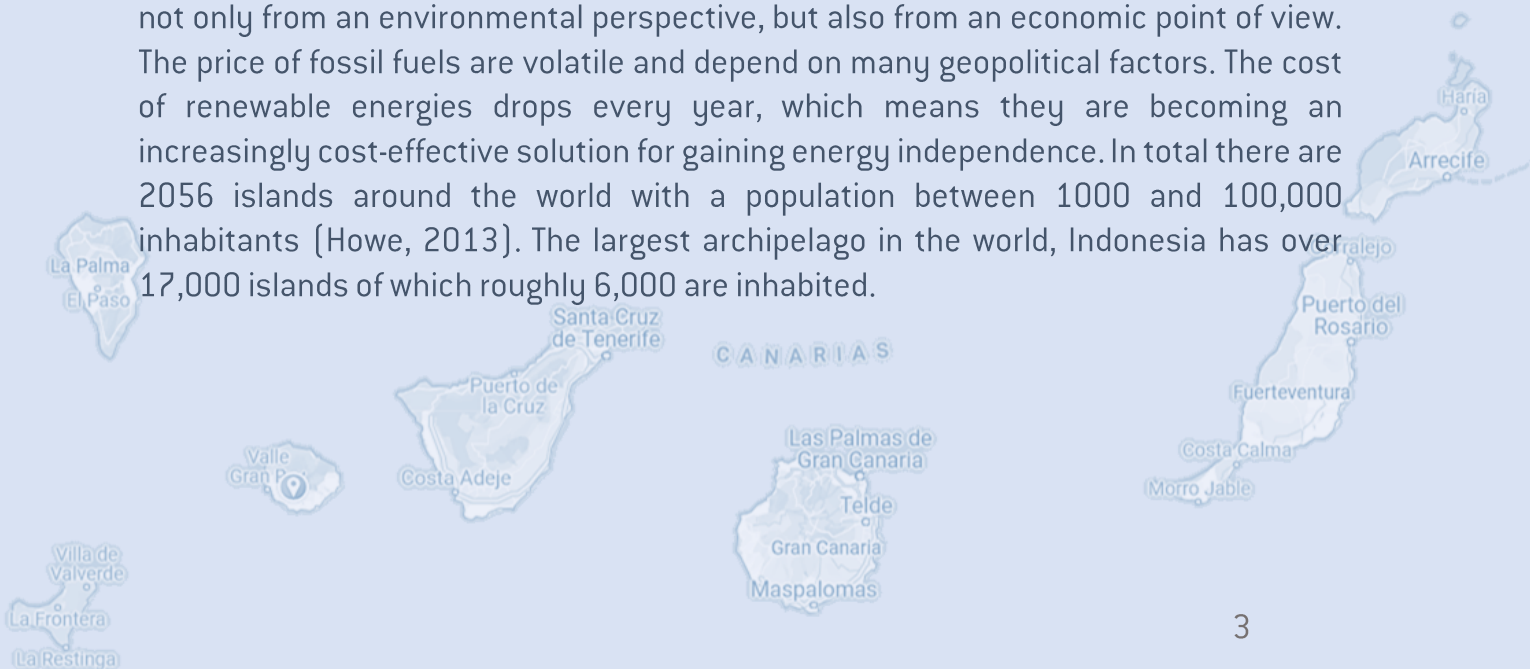 not only from an environmental perspective, but also from an economic point of view.
The price of fossil fuels are volatile and depend on many geopolitical factors. The cost
of renewable energies drops every year, which means they are becoming an
increasingly cost-effective solution for gaining energy independence. In total there are
2056 islands around the world with a population between 1000 and 100,000
inhabitants (Howe, 2013). The largest archipelago in the world, Indonesia has over
17,000 islands of which roughly 6,000 are inhabited.
Haría
Arrecife
La Palma
El Paso
Puerto del
Rosario
Santa Cruz
de Tenerife
CANARIAS
Puerto de
la Cruz
Fuerteventura
Las Palmas de
Gran Canaria
Costa Calma
Valle
Gran
Costa Adeje
Morro Jable
Telde
Gran Canaria
Villa de
Valverde
Maspalomas
La Frontera
3
La Restinga